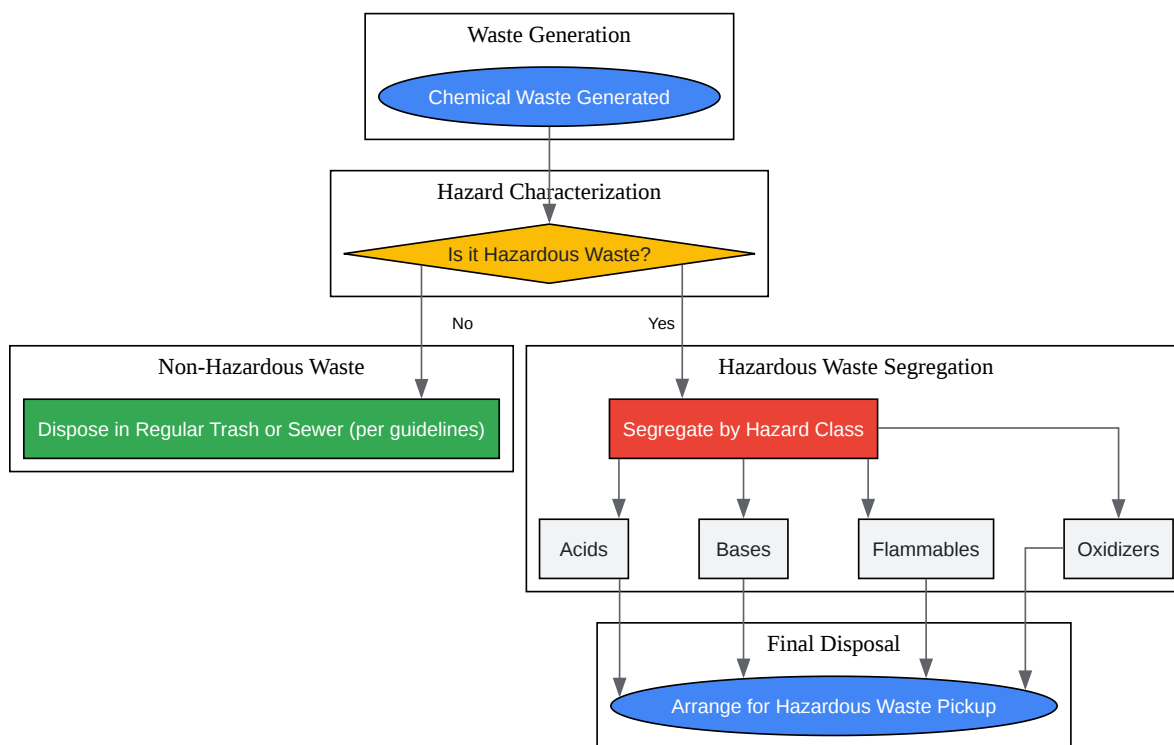 Waste Generation
Chemical Waste Generated
Hazard Characterization
Is it Hazardous Waste?
No
Yes
Non-Hazardous Waste
Dispose in Regular Trash or Sewer (per guidelines)
Hazardous Waste Segregation
Segregate by Hazard Class
Acids
Bases
Flammables
Oxidizers
Final Disposal
Arrange for Hazardous Waste Pickup